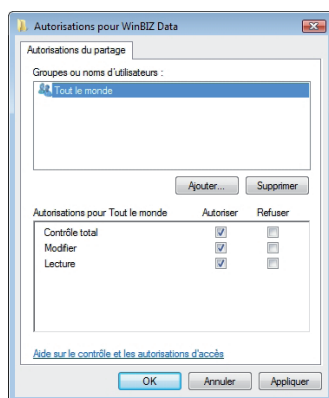 Autorisations pour WinBIZ Data
Autorisations du partage
Groupes ou noms d'utilisateurs :
Tout le monde
Ajouter... Supprimer
Autorisations pour Tout le monde Autoriser Refuser
Contrôle total
Modifier
Lecture
Aide sur le contrôle et les autorisations d'accès
OK Annuler Appliquer